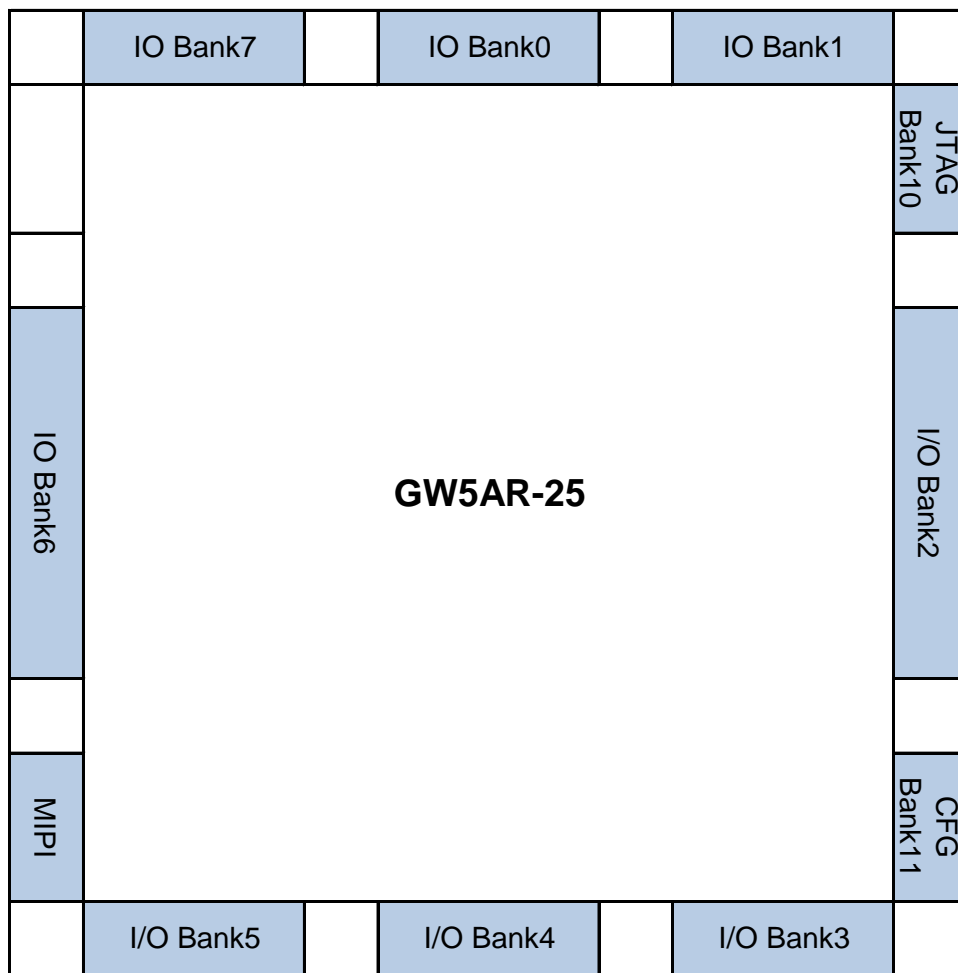 IO Bank7
IO Bank0
IO Bank1
JTAG
Bank10
IO Bank6
GW5AR-25
I/O Bank2
MIPI
CFG
Bank11
I/O Bank5
I/O Bank4
I/O Bank3